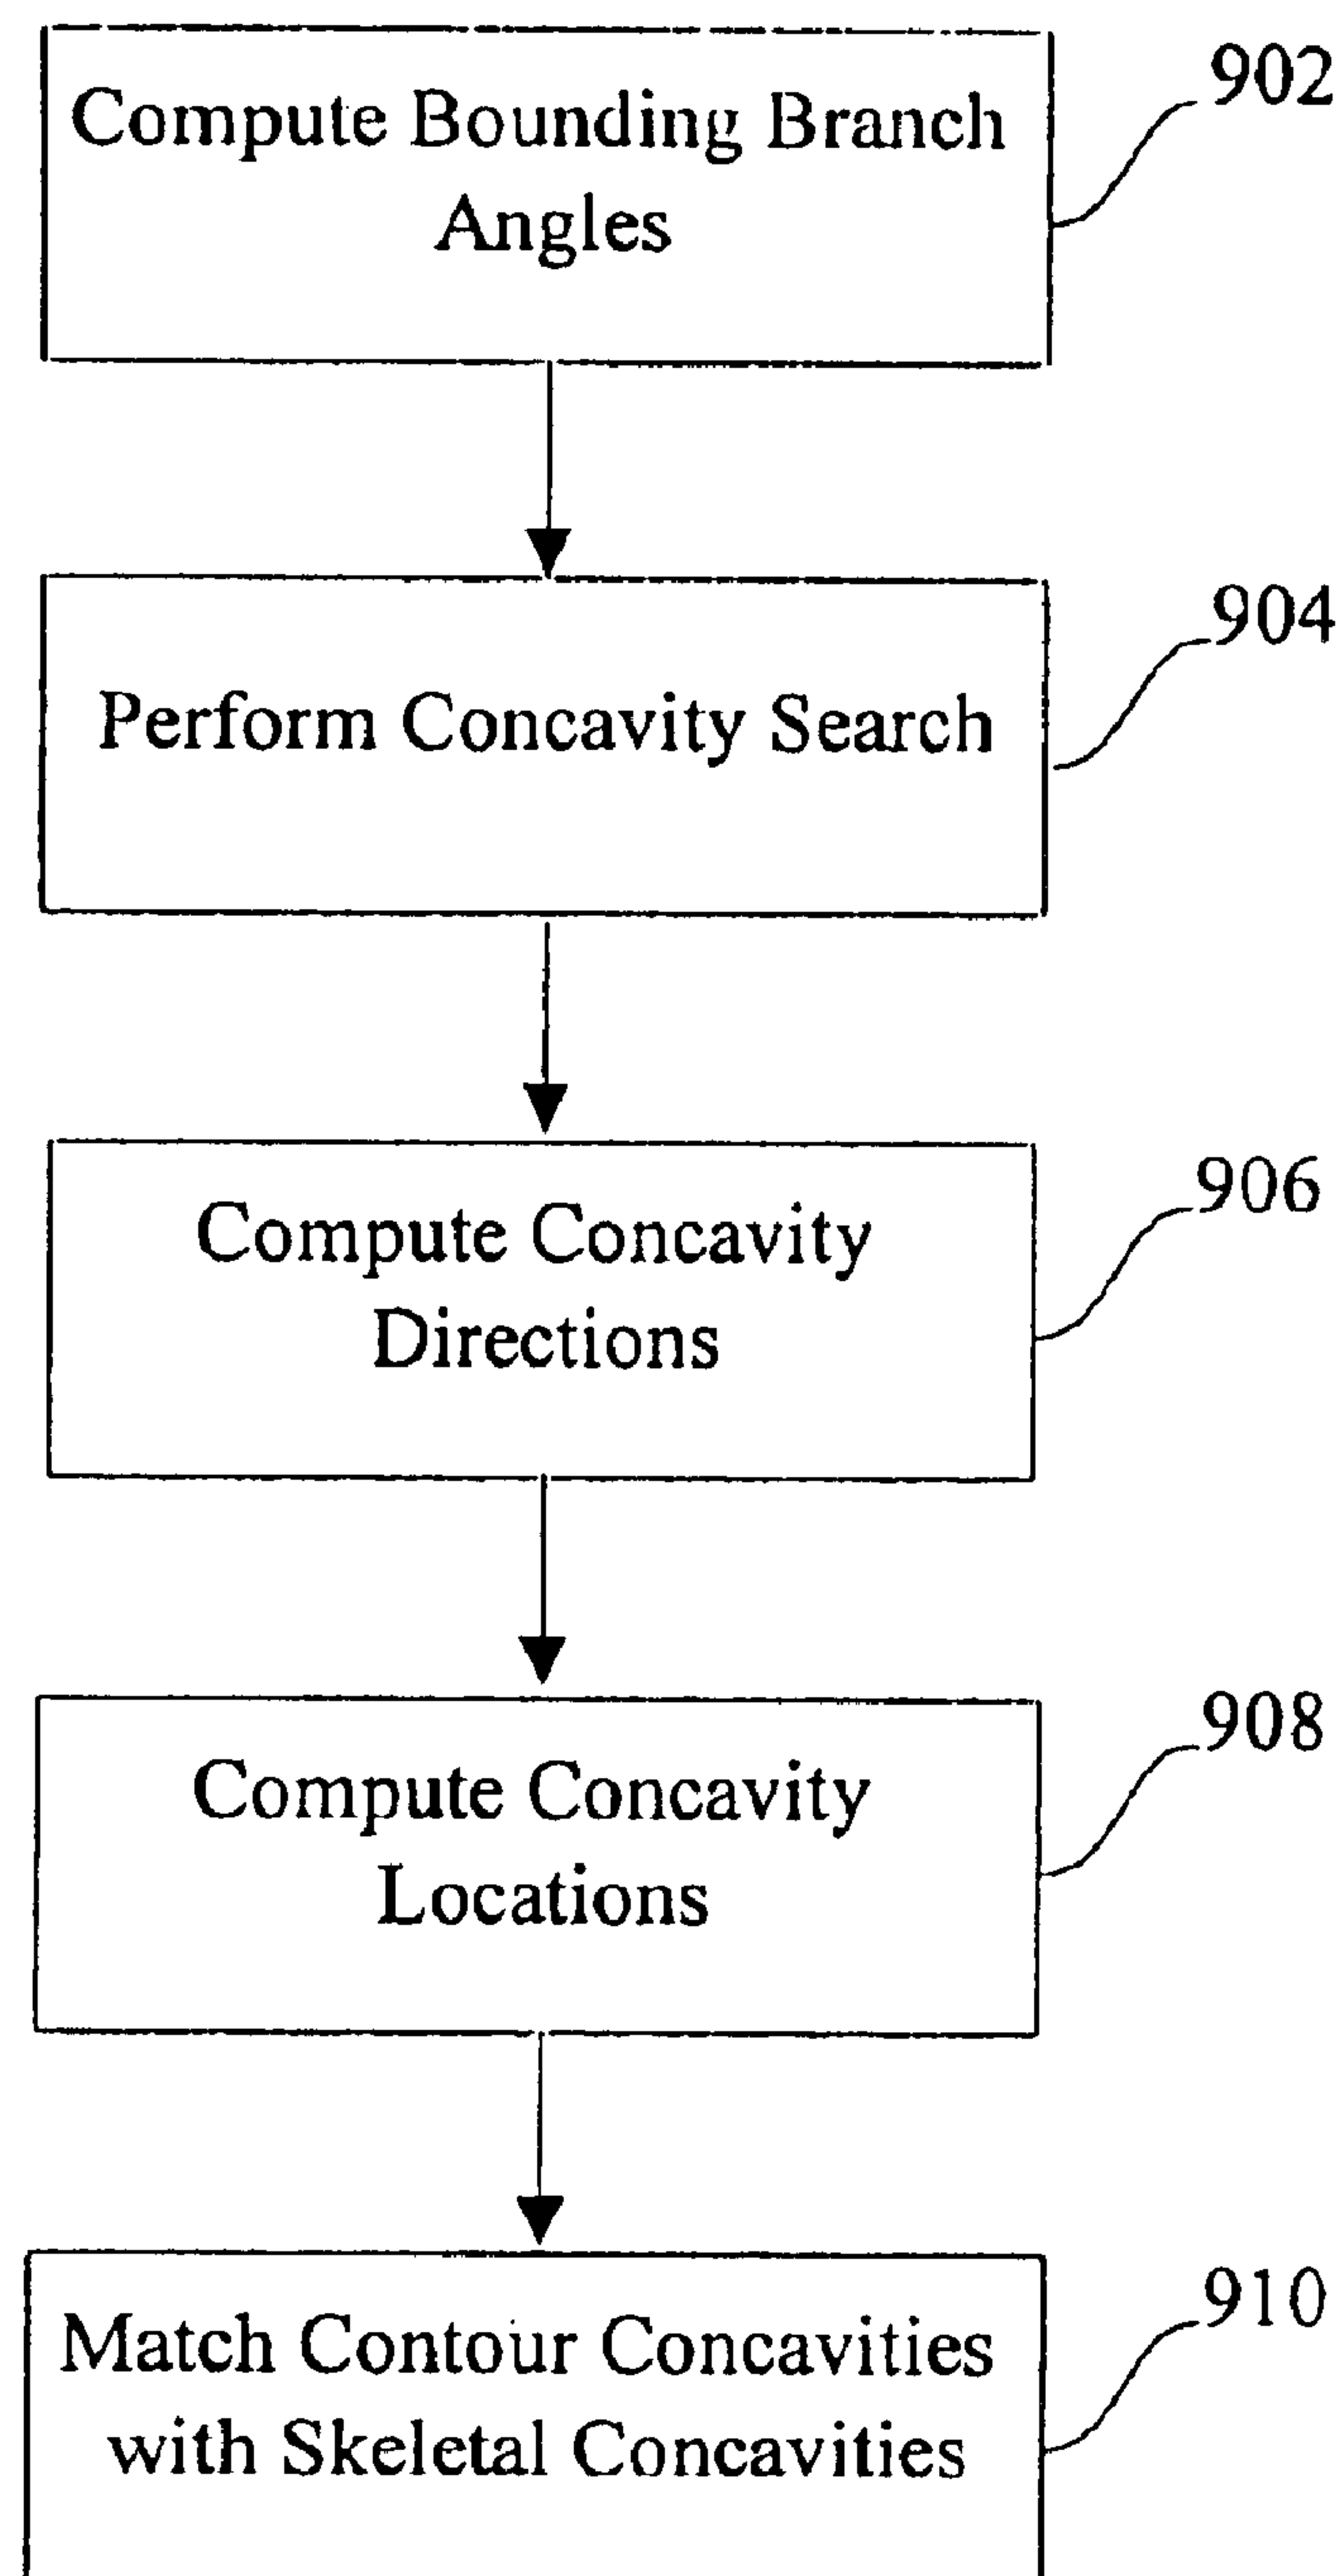 Compute Bounding Branch
Angles
902
Perform Concavity Search
904
Compute Concavity
Directions
906
Compute Concavity
Locations
908
Match Contour Concavities
with Skeletal Concavities
910